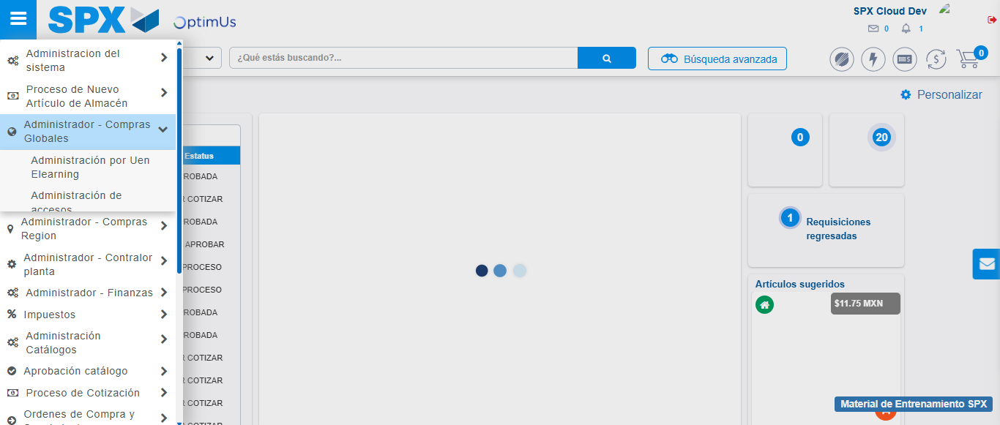 SPX
OptimUs
SPX Cloud Dev
0
1
¿Qué estás buscando?...
Búsqueda avanzada
0
Personalizar
Administracion del
sistema
Proceso de Nuevo
Artículo de Almacén
Administrador - Compras
Globales
Administración por Uen
Elearning
Administración de
accesos
Administrador - Compras
Region
Administrador - Contralor
planta
Administrador - Finanzas
Impuestos
Administración
Catálogos
Aprobación catálogo
Proceso de Cotización
Ordenes de Compra y
Estatus
ROBADA
COTIZAR
ROBADA
APROBAR
PROCESO
PROCESO
ROBADA
ROBADA
COTIZAR
COTIZAR
COTIZAR
COTIZAR
0
20
1
Requisiciones
regresadas
Artículos sugeridos
$11.75 MXN
Material de Entrenamiento SPX